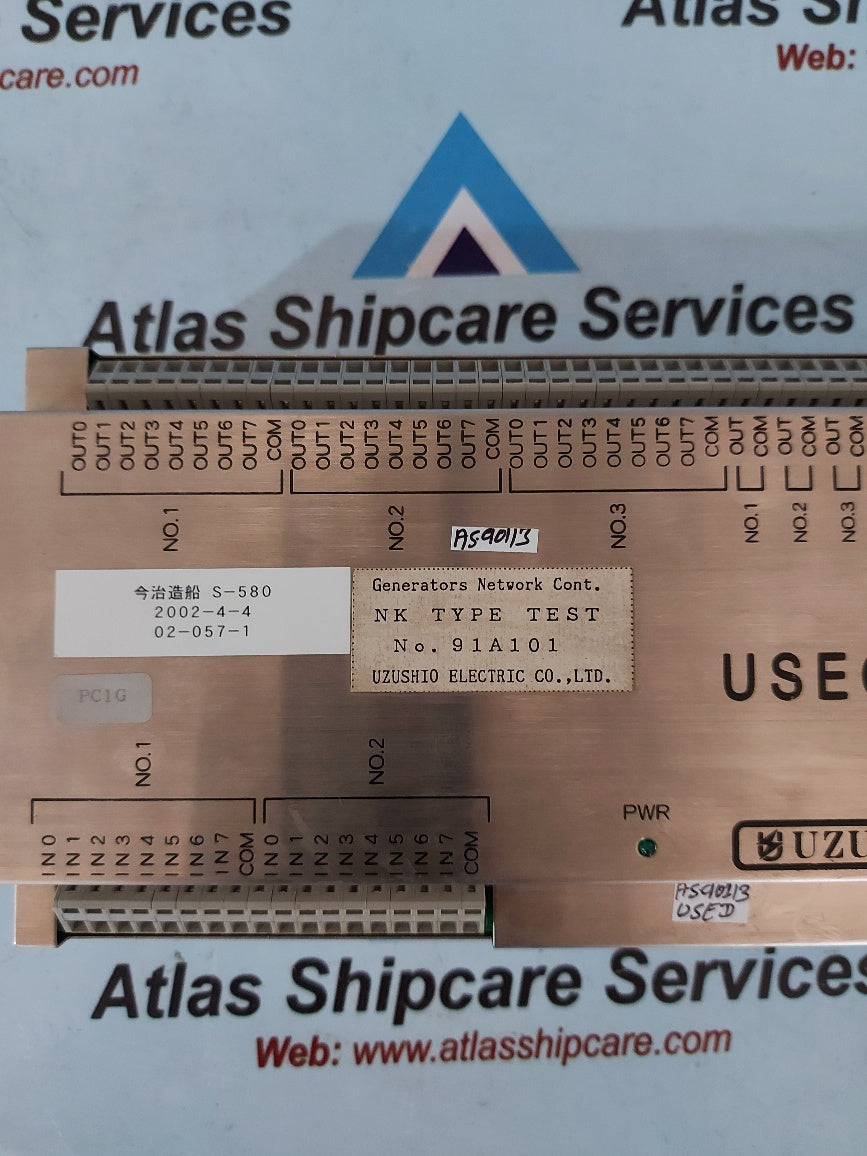 Services
Atlas
Web:
care.com
Atlas Shipcare Services
OUT0 OUT1 OUT2 OUT3 OUT4 OUT5 OUT6 OUT7 COM OUT0 OUT1 OUT2 OUT3 OUT4 OUT5 OUT6 OUT7 COM OUT0 OUT1 OUT2 OUT3 OUT4 OUT5 OUT6 OUT7 COM OUT COM OUT COM OUT COM
NO.1 NO.2 NO.3 NO.1 NO.2 NO.3
AS90113
今治造船 S-580
2002-4-4
02-057-1
Generators Network Cont.
NK TYPE TEST
No. 91A101
UZUSHIO ELECTRIC CO.,LTD.
PC1G
USE
NO.1 NO.2
IN0 IN1 IN2 IN3 IN4 IN5 IN6 IN7 COM IN0 IN1 IN2 IN3 IN4 IN5 IN6 IN7 COM
PWR
UZU
AS90113
USED
Atlas Shipcare Services
Web: www.atlasshipcare.com